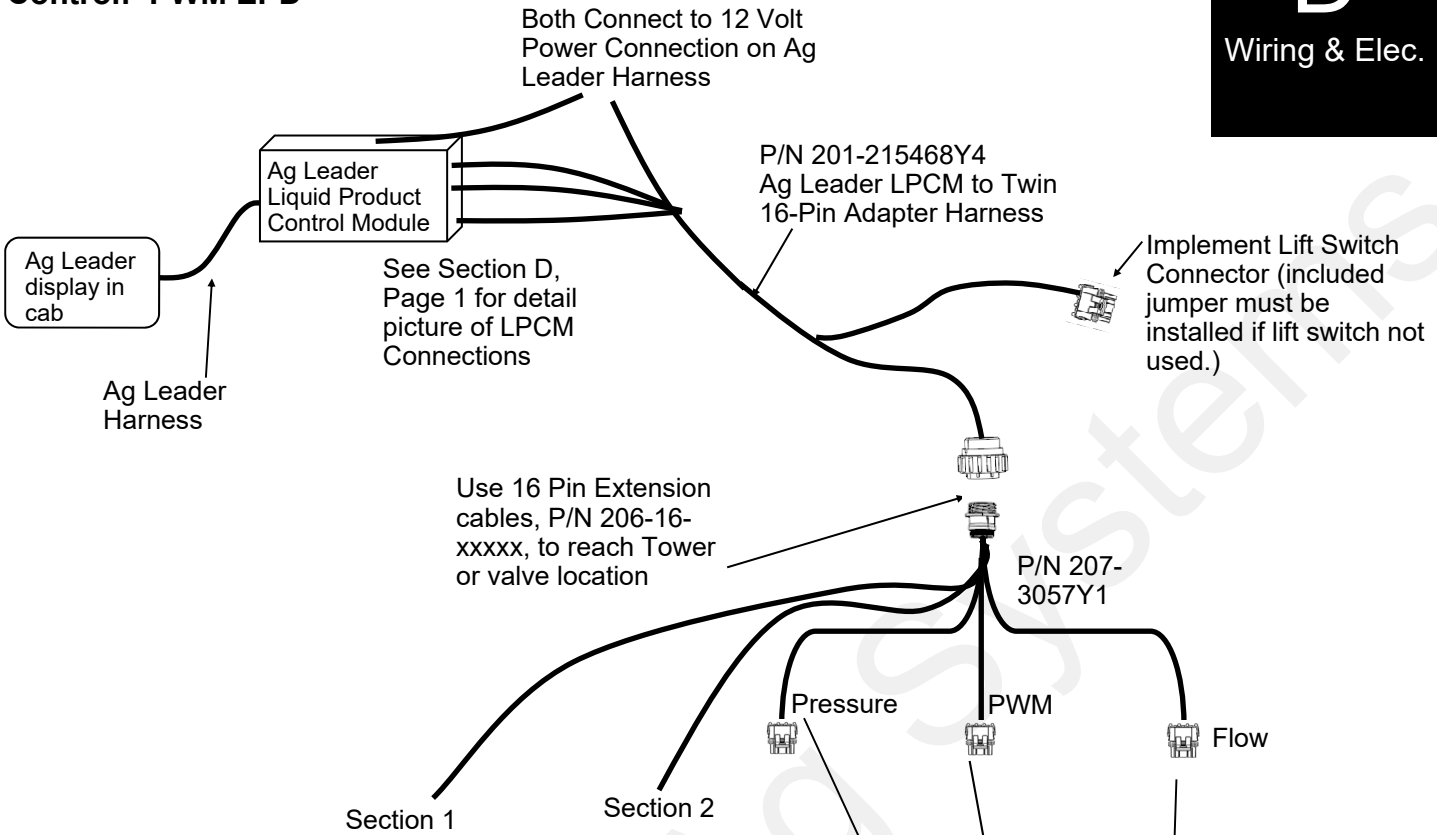 Both Connect to 12 Volt
Power Connection on Ag
Leader Harness
Wiring & Elec.
Ag Leader
Liquid Product
Control Module
P/N 201-215468Y4
Ag Leader LPCM to Twin
16-Pin Adapter Harness
Implement Lift Switch
Connector (included
jumper must be
installed if lift switch not
used.)
Ag Leader
display in
cab
See Section D,
Page 1 for detail
picture of LPCM
Connections
Ag Leader
Harness
Use 16 Pin Extension
cables, P/N 206-16-
xxxxx, to reach Tower
or valve location
P/N 207-
3057Y1
Pressure
PWM
Flow
Section 1
Section 2
Systems